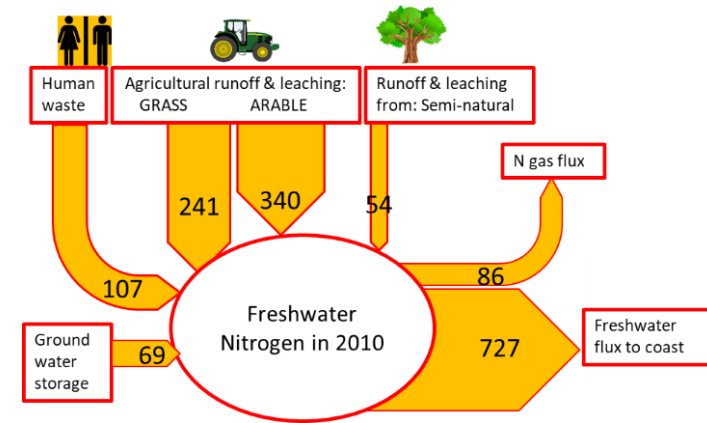 Human
waste
Agricultural runoff & leaching:
GRASS ARABLE
Runoff & leaching
from: Semi-natural
N gas flux
241
340
54
86
107
Freshwater
Nitrogen in 2010
727
Freshwater
flux to coast
Ground
water
storage
69